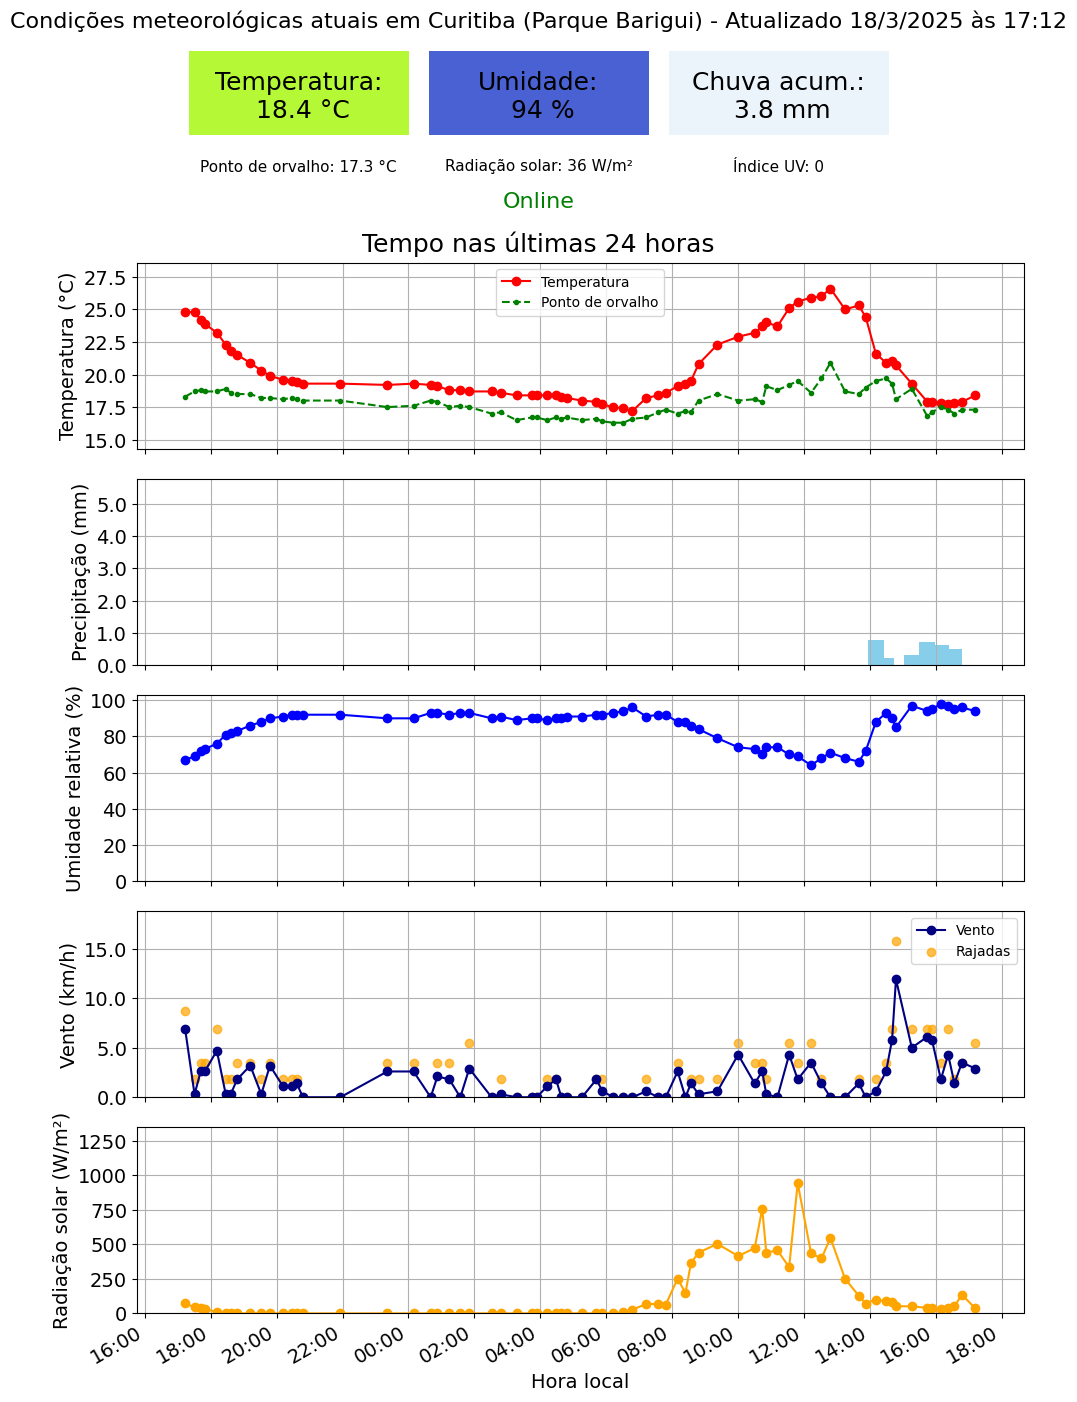 Condições meteorológicas atuais em Curitiba (Parque Barigui) - Atualizado 18/3/2025 às 17:12
Temperatura:
18.4 °C
Umidade:
94 %
Chuva acum.:
3.8 mm
Ponto de orvalho: 17.3 °C
Radiação solar: 36 W/m²
Índice UV: 0
Online
Tempo nas últimas 24 horas
Temperatura (°C)
27.5
25.0
22.5
20.0
17.5
15.0
Temperatura
Ponto de orvalho
Precipitação (mm)
5.0
4.0
3.0
2.0
1.0
0.0
Umidade relativa (%)
100
80
60
40
20
0
Vento (km/h)
15.0
10.0
5.0
0.0
Vento
Rajadas
Radiação solar (W/m²)
1250
1000
750
500
250
0
16:00
18:00
20:00
22:00
00:00
02:00
04:00
06:00
08:00
10:00
12:00
14:00
16:00
18:00
Hora local